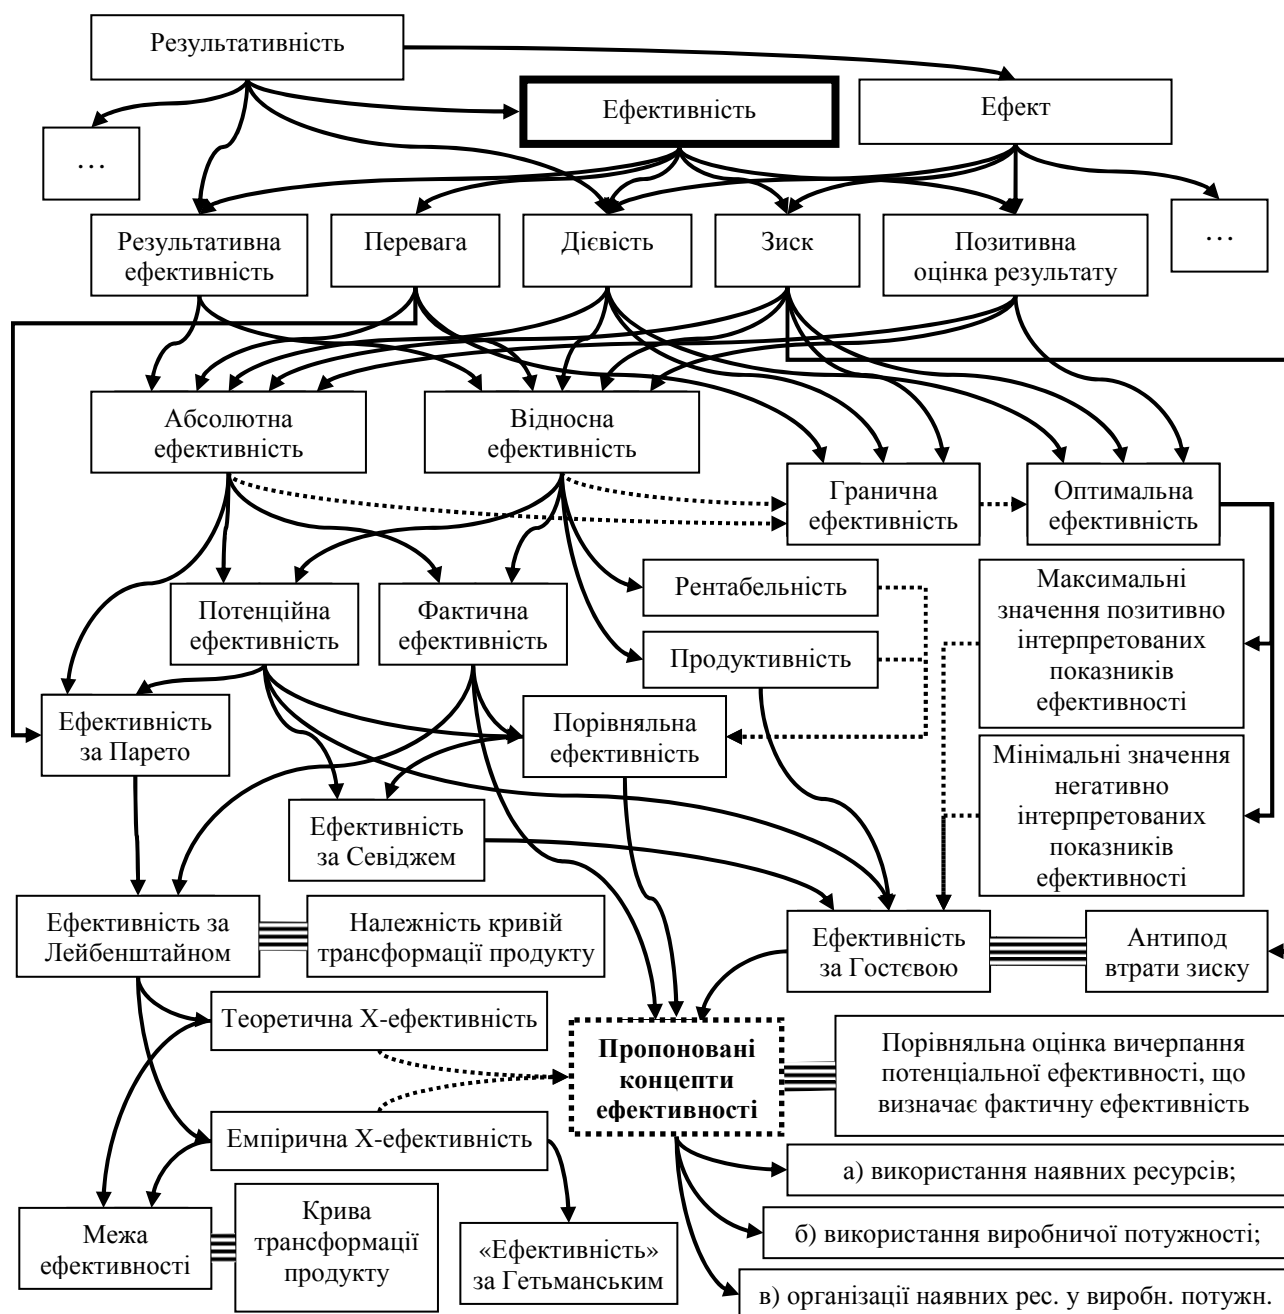 Результативність
Ефективність
Ефект
…
Результативна
ефективність
Перевага
Дієвість
Зиск
Позитивна
оцінка результату
…
Абсолютна
ефективність
Відносна
ефективність
Гранична
ефективність
Оптимальна
ефективність
Потенційна
ефективність
Фактична
ефективність
Рентабельність
Продуктивність
Максимальні
значення позитивно
інтерпретованих
показників
ефективності
Ефективність
за Парето
Порівняльна
ефективність
Мінімальні значення
негативно
інтерпретованих
показників
ефективності
Ефективність
за Севіджем
Ефективність за
Лейбенштайном
Належність кривій
трансформації продукту
Ефективність
за Гостєвою
Антипод
втрати зиску
Теоретична Х-ефективність
Пропоновані
концепти
ефективності
Порівняльна оцінка вичерпання
потенціальної ефективності, що
визначає фактичну ефективність
Емпірична Х-ефективність
а) використання наявних ресурсів;
Межа
ефективності
Крива
трансформації
продукту
«Ефективність»
за Гетьманським
б) використання виробничої потужності;
в) організації наявних рес. у виробн. потужн.